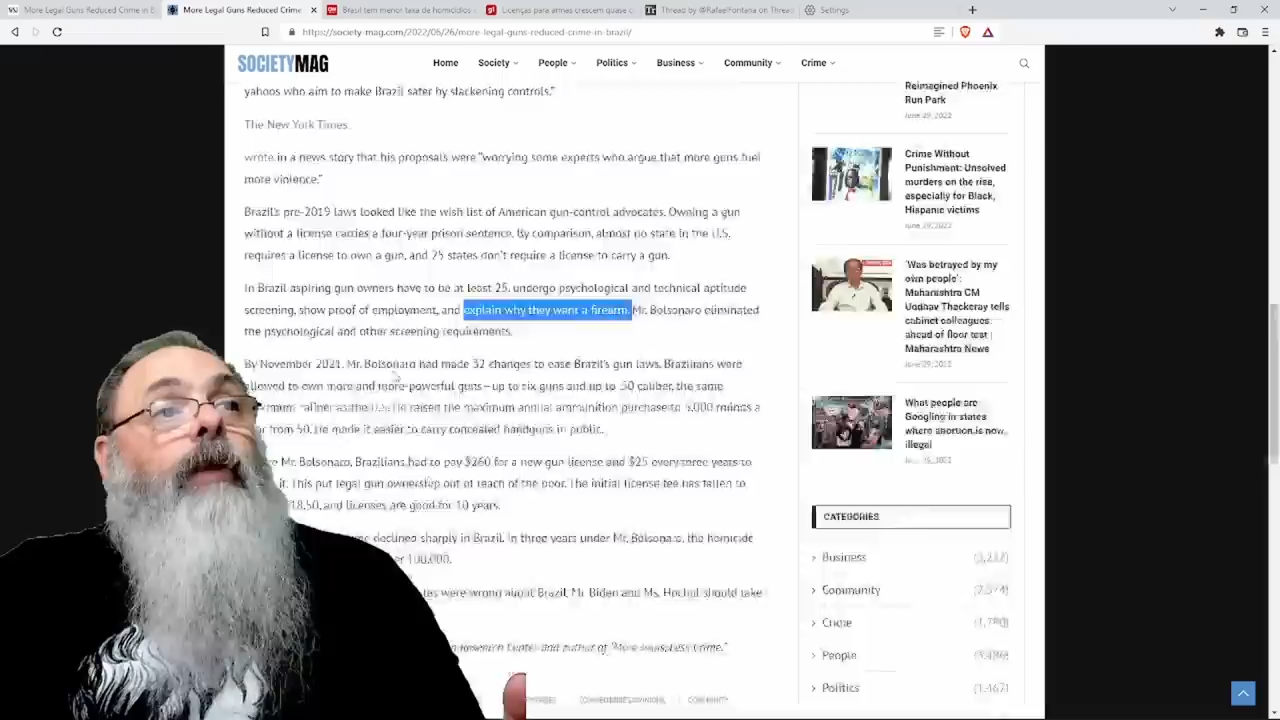 More Legal Guns Reduced Crime in B
More Legal Guns Reduced Crime
Brasil tem menor taxa de homicídios
Licenças para armas crescem quase
Thread by @RafaelFontana on Thread
Settings
https://society-mag.com/2022/06/26/more-legal-guns-reduced-crime-in-brazil/
SOCIETYMAG
Home Society People Politics Business Community Crime
yahoos who aim to make Brazil safer by slackening controls."
The New York Times
wrote in a news story that his proposals were "worrying some experts who argue that more guns fuel
more violence."
Brazil's pre-2019 laws looked like the wish list of American gun-control advocates. Owning a gun
without a license carries a four-year prison sentence. By comparison, almost no state in the U.S.
requires a license to own a gun, and 25 states don't require a license to carry a gun.
In Brazil aspiring gun owners have to be at least 25, undergo psychological and technical aptitude
screening, show proof of employment, and explain why they want a firearm. Mr. Bolsonaro eliminated
the psychological and other screening requirements.
By November 2021, Mr. Bolsonaro had made 32 changes to ease Brazil's gun laws. Brazilians were
allowed to own more and more-powerful guns—up to six guns and up to .50 caliber, the same
as the raised the maximum annual ammunition purchase to 5,000 rounds a
from 50. He made it easier to carry concealed handguns in public.
Mr. Bolsonaro, Brazilians had to pay $260 for a new gun license and $25 every three years to
it. This put legal gun ownership out of reach of the poor. The initial license fee has fallen to
18.50, and licenses are good for 10 years.
declined sharply in Brazil. In three years under Mr. Bolsonaro, the homicide
100,000.
were wrong about Brazil. Mr. Biden and Ms. Hochul should take
and author of "More Guns, Less Crime."
Reimagined Phoenix
Run Park
June 29, 2022
Crime Without
Punishment: Unsolved
murders on the rise,
especially for Black,
Hispanic victims
June 29, 2022
'Was betrayed by my
own people':
Maharashtra CM
Uddhav Thackeray tells
cabinet colleagues
ahead of floor test
Maharashtra News
June 29, 2022
What people are
Googling in states
where abortion is now
illegal
CATEGORIES
Business
Community
Crime
People
Politics